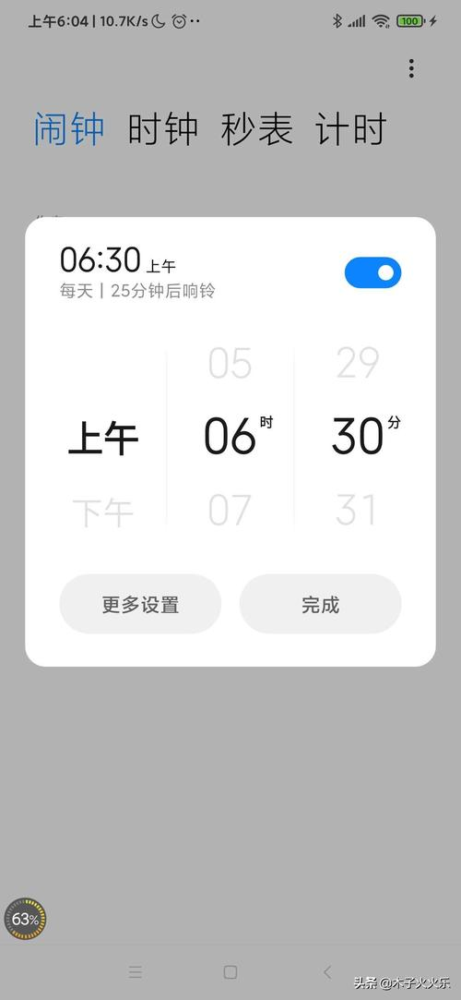 上午6:04 | 10.7K/s
100
闹钟 时钟 秒表 计时
06:30 上午
每天 | 25分钟后响铃
05 29
上午 06 时 30 分
下午 07 31
更多设置 完成
63%
头条 @木子火火乐